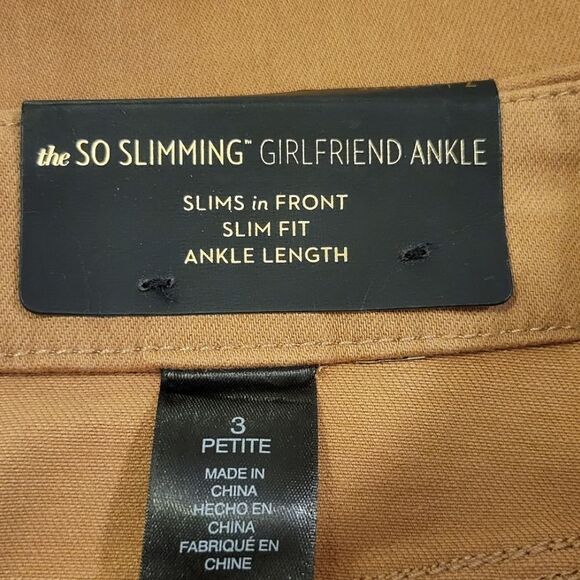 the SO SLIMMING™ GIRLFRIEND ANKLE
SLIMS in FRONT
SLIM FIT
ANKLE LENGTH
3
PETITE
MADE IN
CHINA
HECHO EN
CHINA
FABRIQUÉ EN
CHINE